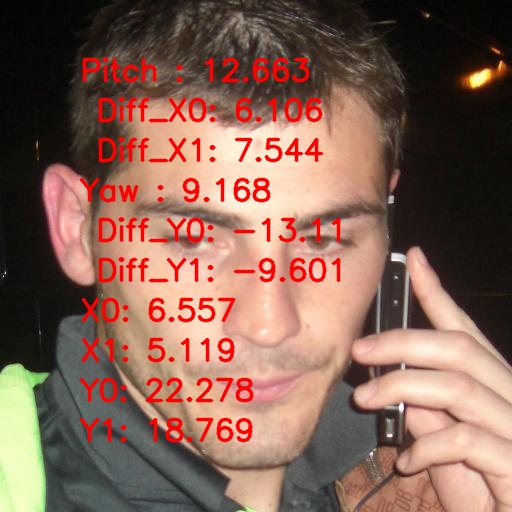 Pitch : 12.663
Diff_X0: 6.106
Diff_X1: 7.544
Yaw : 9.168
Diff_Y0: -13.11
Diff_Y1: -9.601
X0: 6.557
X1: 5.119
Y0: 22.278
Y1: 18.769